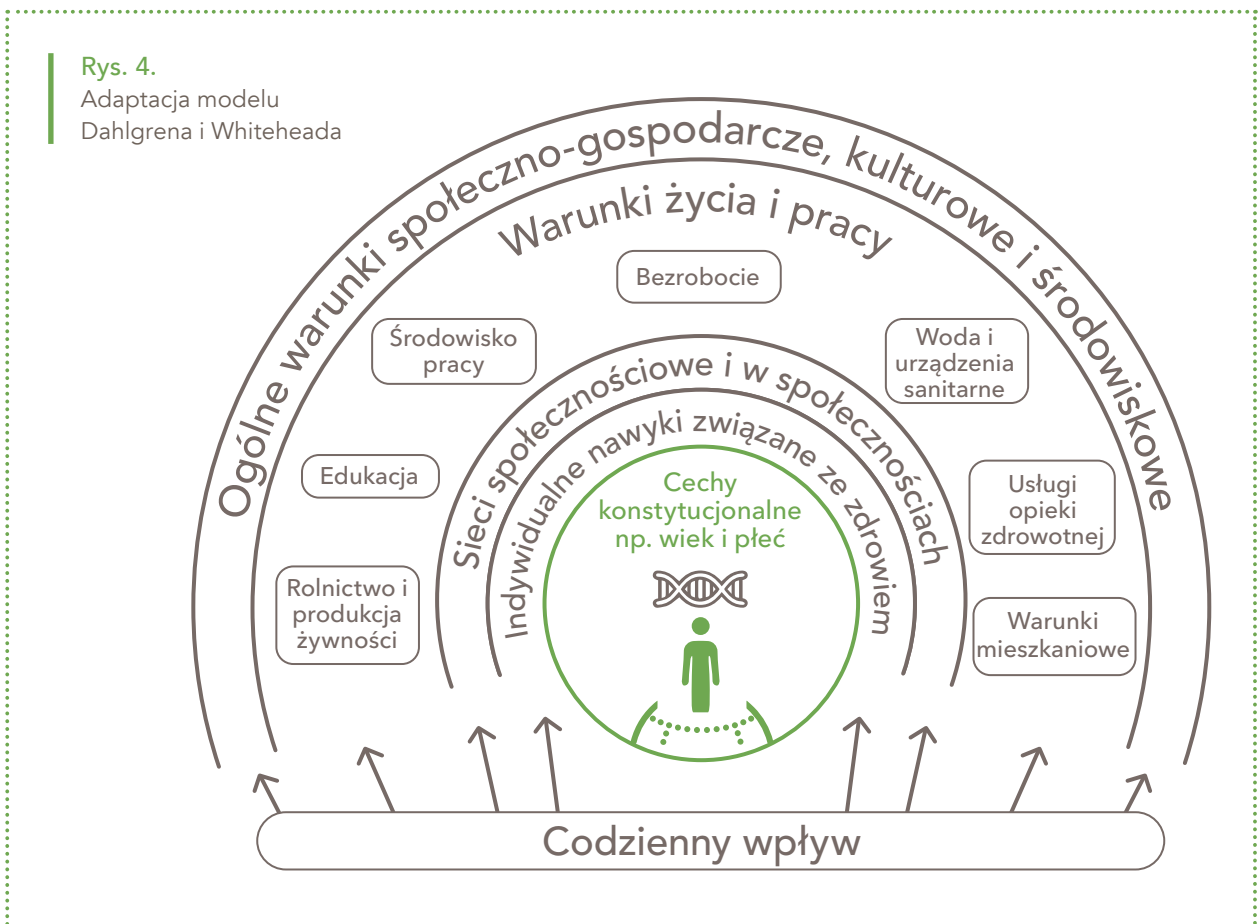 Rys. 4.
Adaptacja modelu
Dahlgrena i Whiteheada
Ogólne warunki społeczno-gospodarcze, kulturowe i środowiskowe
Warunki życia i pracy
Bezrobocie
Środowisko
pracy
Woda i
urządzenia
sanitarne
Edukacja
Usługi
opieki
zdrowotnej
Rolnictwo i
produkcja
żywności
Warunki
mieszkaniowe
Sieci społecznościowe i w społecznościach
Indywidualne nawyki związane ze zdrowiem
Cechy
konstytucjonalne
np. wiek i płeć
Codzienny wpływ